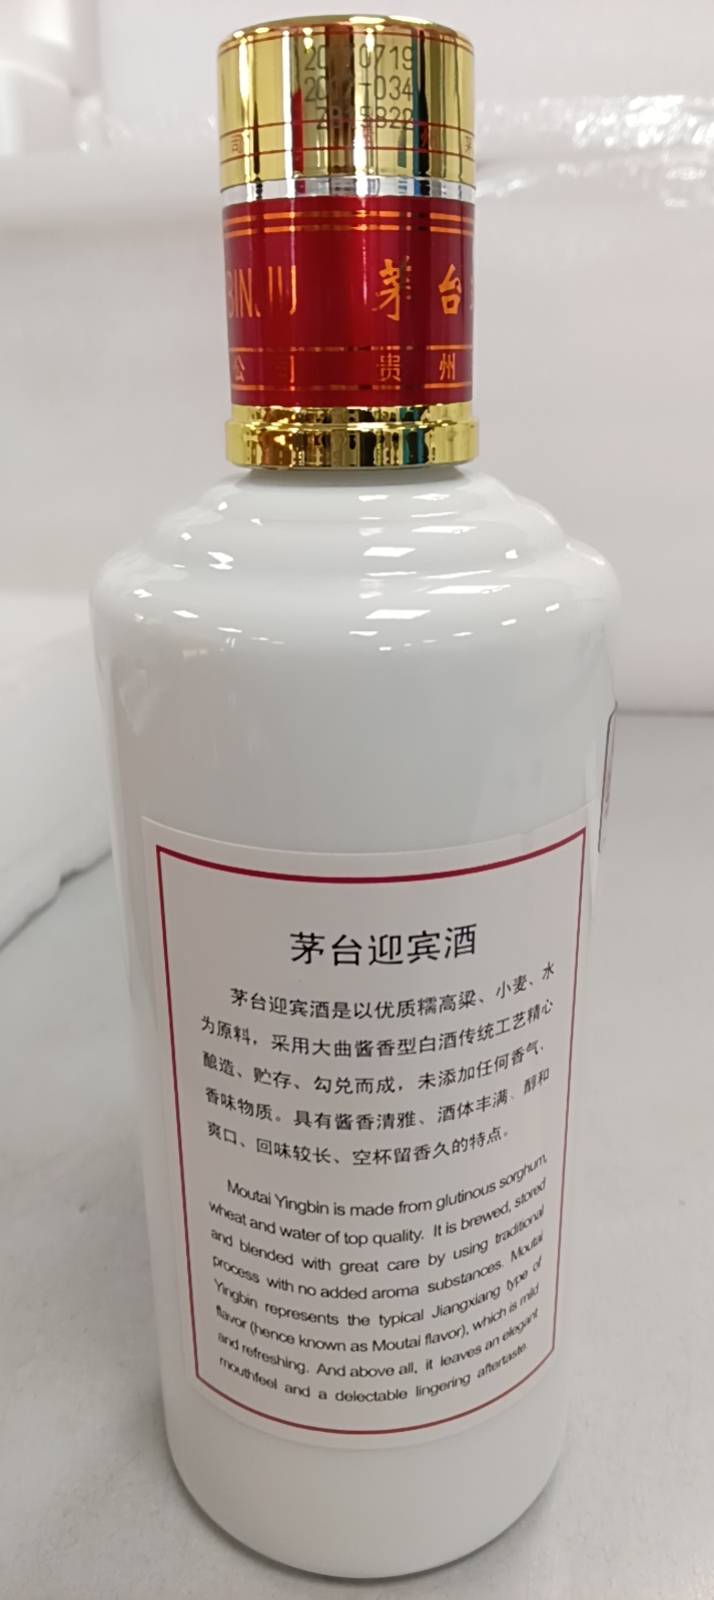 司 贵 州 茅
BINJIU 茅台
公司 贵州
茅台迎宾酒
茅台迎宾酒是以优质糯高粱、小麦、水
为原料，采用大曲酱香型白酒传统工艺精心
酿造、贮存、勾兑而成，未添加任何香气、
香味物质。具有酱香清雅、酒体丰满、醇和
爽口、回味较长、空杯留香久的特点。
Moutai Yingbin is made from glutinous sorghum,
wheat and water of top quality. It is brewed, stored
and blended with great care by using traditional
process with no added aroma substances. Moutai
Yingbin represents the typical Jiangxiang type of
flavor (hence known as Moutai flavor), which is mild
and refreshing. And above all, it leaves an elegant
mouthfeel and a delectable lingering aftertaste.